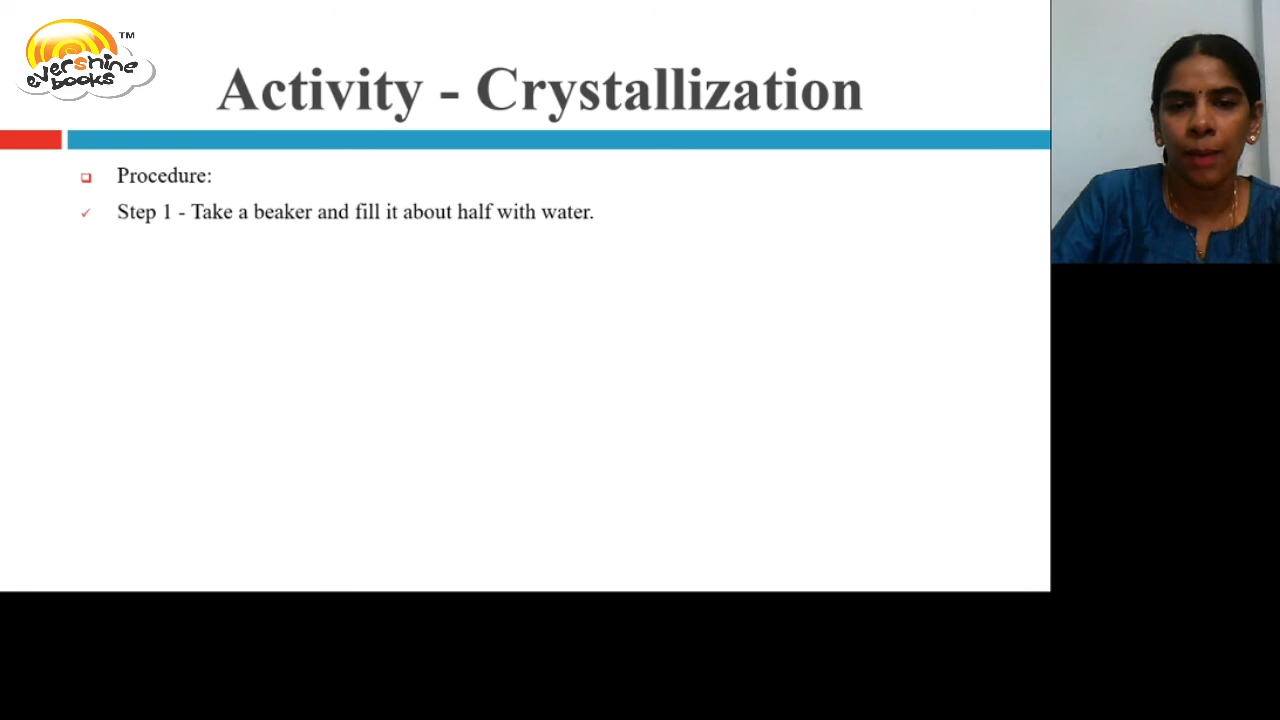 evershine
books
TM
Activity - Crystallization
Procedure:
Step 1 - Take a beaker and fill it about half with water.